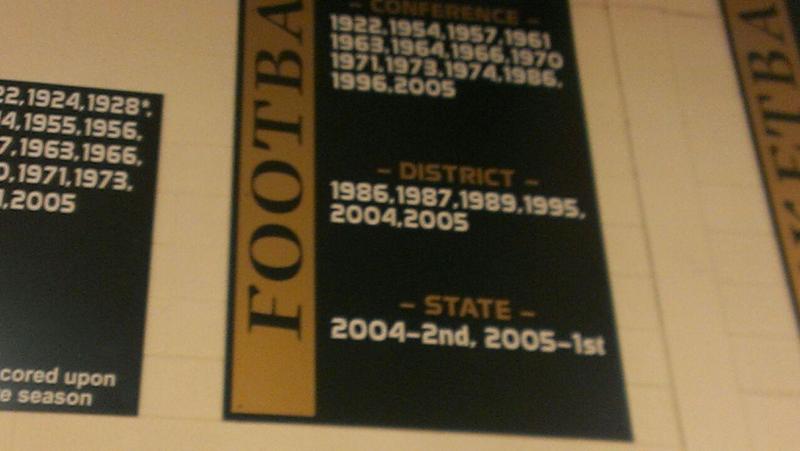 22,1924,1928*,
4,1955,1956,
7,1963,1966,
0,1971,1973,
,2005
cored upon
e season
FOOTBA
– CONFERENCE –
1922,1954,1957,1961
1963,1964,1966,1970
1971,1973,1974,1986,
1996,2005
– DISTRICT –
1986,1987,1989,1995,
2004,2005
– STATE –
2004–2nd, 2005–1st
KETBA